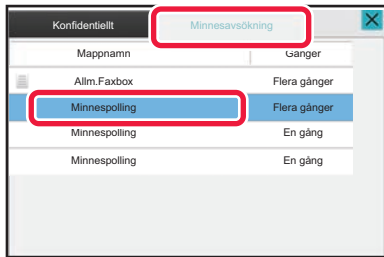 Konfidentiellt Minnesavsökning
Mappnamn Gånger
Allm.Faxbox Flera gånger
Minnespolling Flera gånger
Minnespolling En gång
Minnespolling En gång